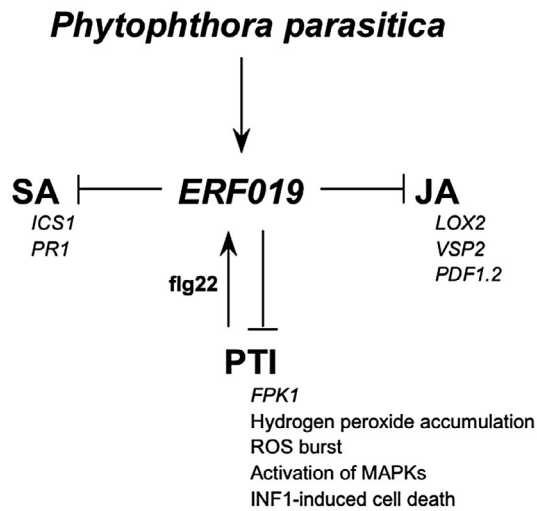 Phytophthora parasitica
SA ERF019 JA
ICS1 LOX2
PR1 VSP2
PDF1.2
flg22
PTI
FPK1
Hydrogen peroxide accumulation
ROS burst
Activation of MAPKs
INF1-induced cell death